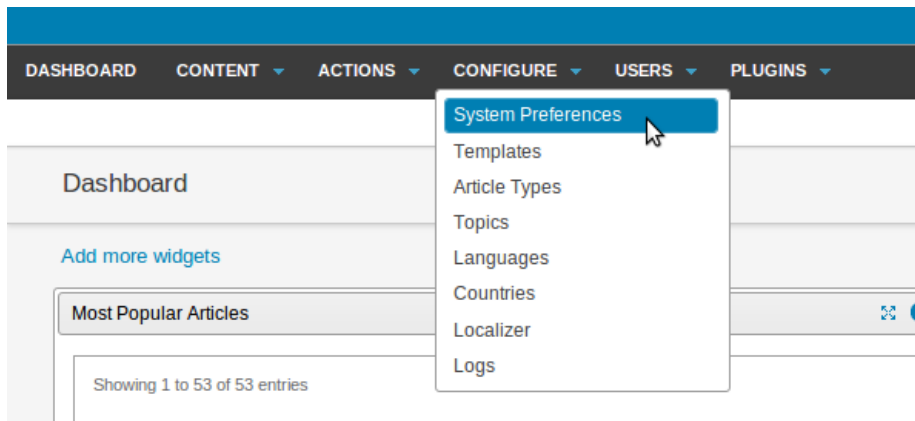 DASHBOARD CONTENT ACTIONS CONFIGURE USERS PLUGINS
System Preferences
Templates
Article Types
Topics
Languages
Countries
Localizer
Logs
Dashboard
Add more widgets
Most Popular Articles
Showing 1 to 53 of 53 entries